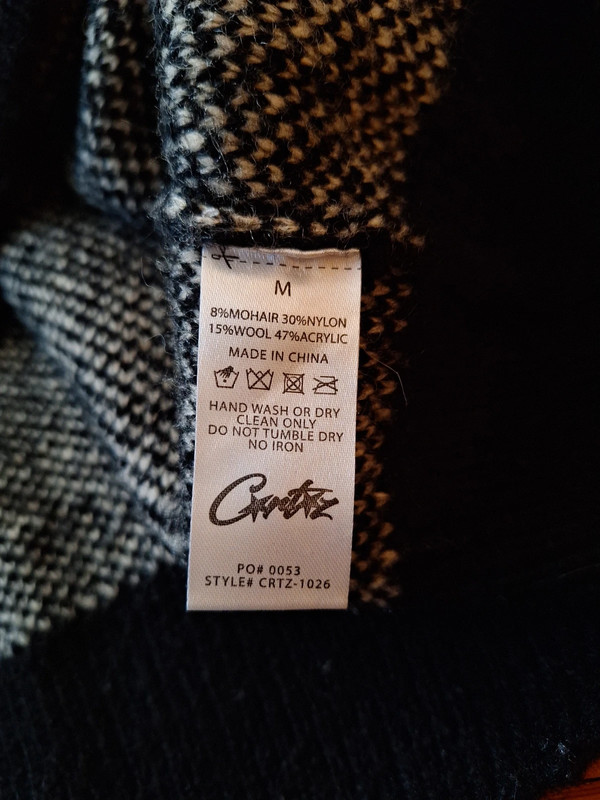 M
8%MOHAIR 30%NYLON
15%WOOL 47%ACRYLIC
MADE IN CHINA
HAND WASH OR DRY
CLEAN ONLY
DO NOT TUMBLE DRY
NO IRON
Crrtz
PO# 0053
STYLE# CRTZ-1026